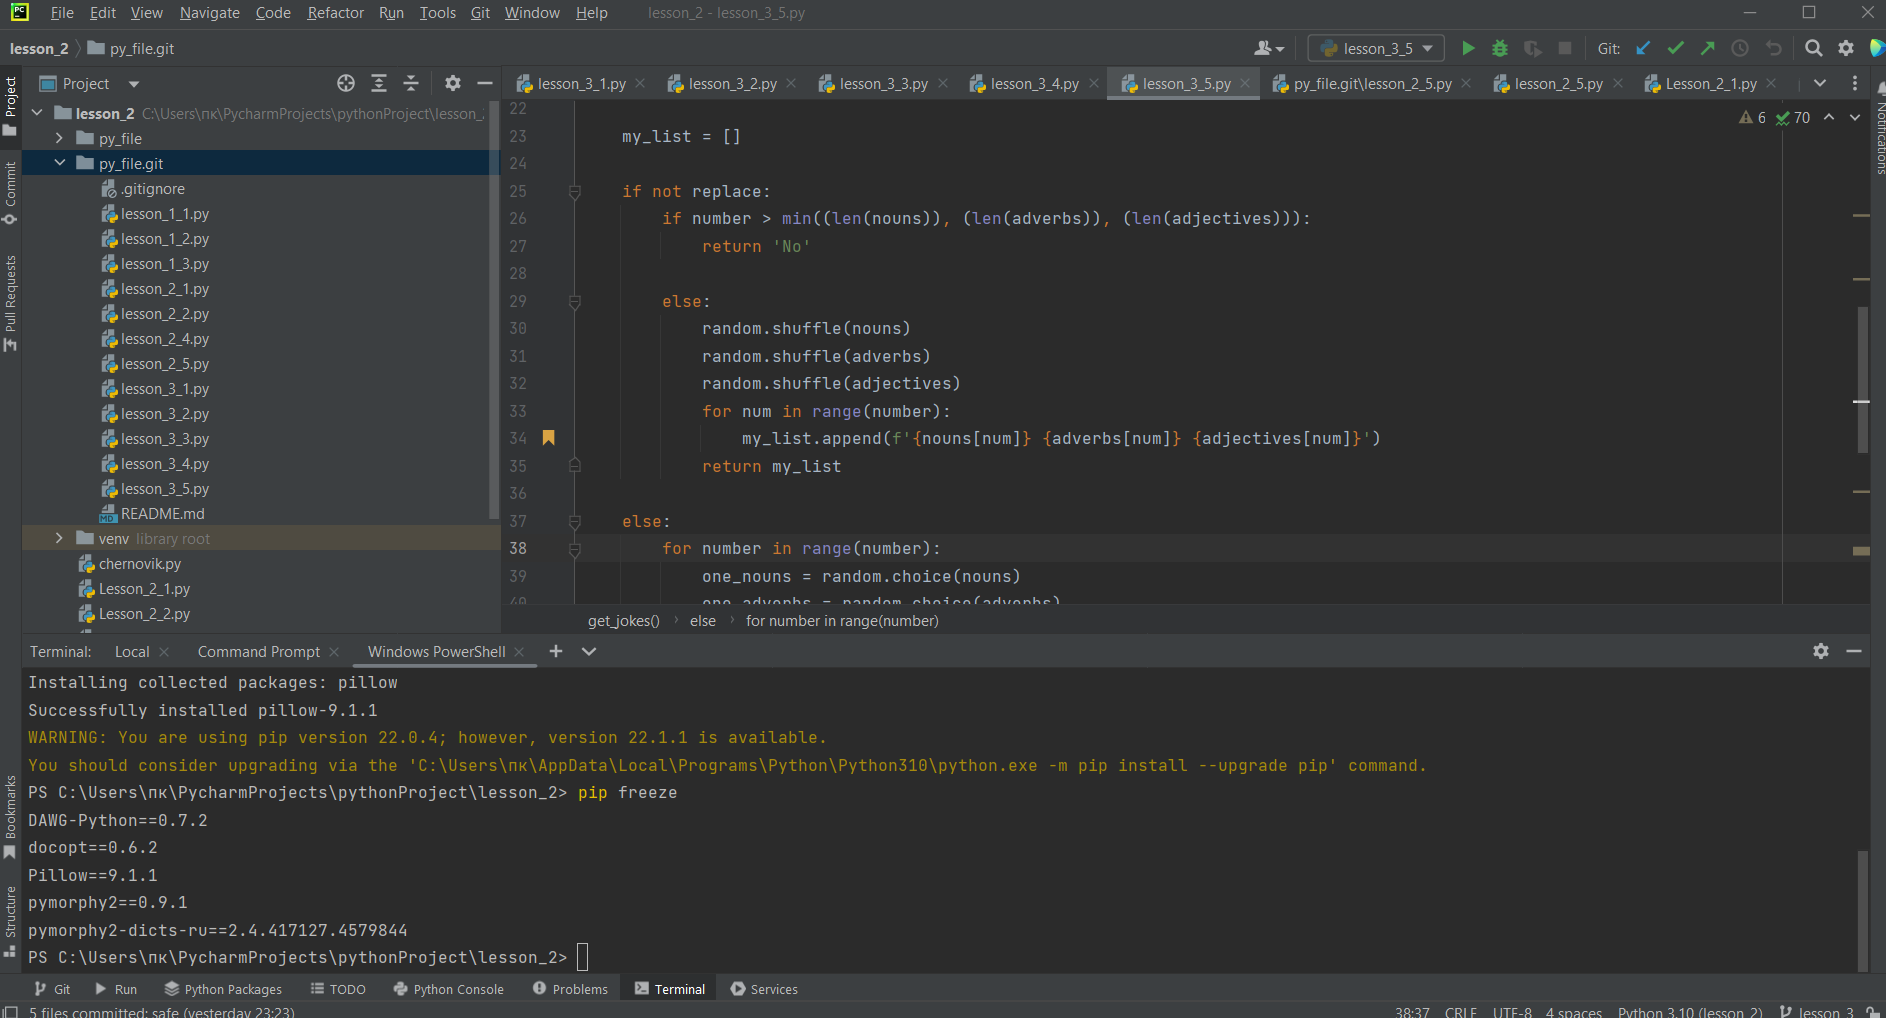 PC File Edit View Navigate Code Refactor Run Tools Git Window Help lesson_2 - lesson_3_5.py
lesson_2 py_file.git lesson_3_5 Git:
Project lesson_3_1.py lesson_3_2.py lesson_3_3.py lesson_3_4.py lesson_3_5.py py_file.git\lesson_2_5.py lesson_2_5.py Lesson_2_1.py
Project
Commit
Pull Requests
Bookmarks
Structure
Notifications
lesson_2 C:\Users\пк\PycharmProjects\pythonProject\lesson_
py_file
py_file.git
.gitignore
lesson_1_1.py
lesson_1_2.py
lesson_1_3.py
lesson_2_1.py
lesson_2_2.py
lesson_2_4.py
lesson_2_5.py
lesson_3_1.py
lesson_3_2.py
lesson_3_3.py
lesson_3_4.py
lesson_3_5.py
MD README.md
venv library root
chernovik.py
Lesson_2_1.py
Lesson_2_2.py
6 70
22
23 my_list = []
24
25 if not replace:
26 if number > min((len(nouns)), (len(adverbs)), (len(adjectives))):
27 return 'No'
28
29 else:
30 random.shuffle(nouns)
31 random.shuffle(adverbs)
32 random.shuffle(adjectives)
33 for num in range(number):
34 my_list.append(f'{nouns[num]} {adverbs[num]} {adjectives[num]}')
35 return my_list
36
37 else:
38 for number in range(number):
39 one_nouns = random.choice(nouns)
40 one_adverbs = random.choice(adverbs)
get_jokes() else for number in range(number)
Terminal: Local Command Prompt Windows PowerShell
Installing collected packages: pillow
Successfully installed pillow-9.1.1
WARNING: You are using pip version 22.0.4; however, version 22.1.1 is available.
You should consider upgrading via the 'C:\Users\пк\AppData\Local\Programs\Python\Python310\python.exe -m pip install --upgrade pip' command.
PS C:\Users\пк\PycharmProjects\pythonProject\lesson_2> pip freeze
DAWG-Python==0.7.2
docopt==0.6.2
Pillow==9.1.1
pymorphy2==0.9.1
pymorphy2-dicts-ru==2.4.417127.4579844
PS C:\Users\пк\PycharmProjects\pythonProject\lesson_2>
Git Run Python Packages TODO Python Console Problems Terminal Services
5 files committed: safe (yesterday 23:23) 38:37 CRLF UTF-8 4 spaces Python 3.10 (lesson_2) lesson_3